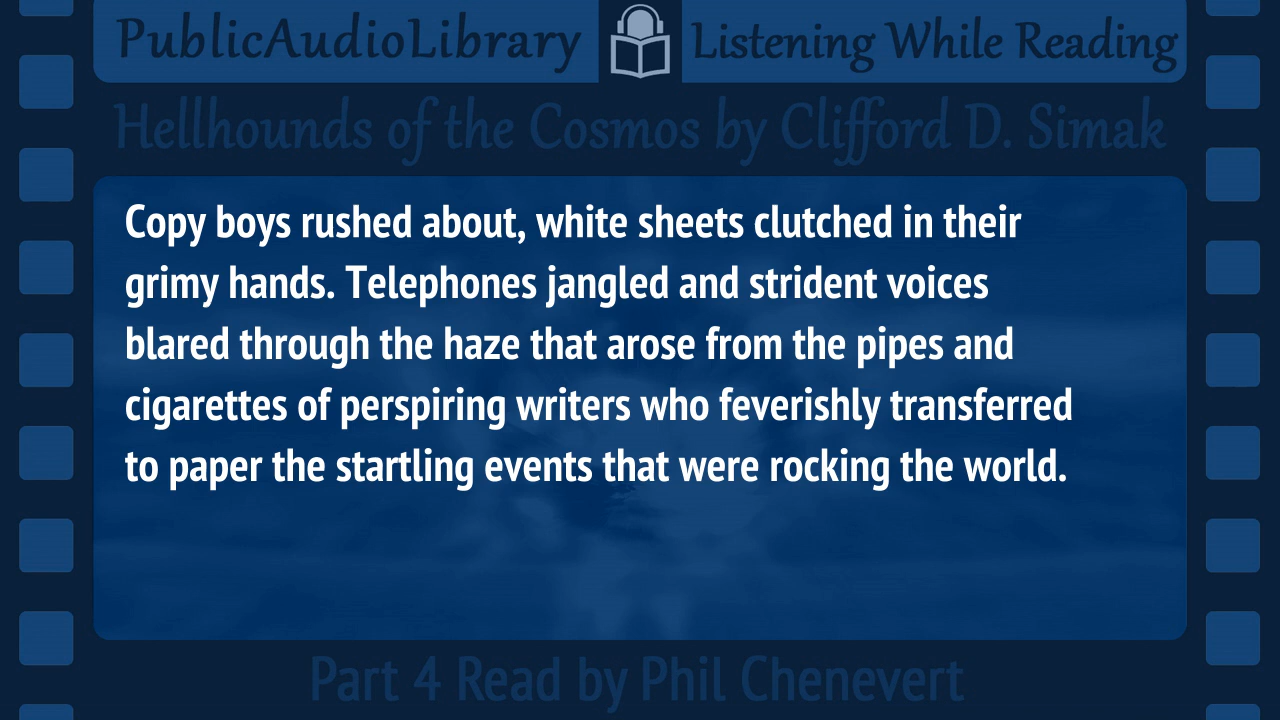 PublicAudioLibrary Listening While Reading
Hellhounds of the Cosmos by Clifford D. Simak
Copy boys rushed about, white sheets clutched in their
grimy hands. Telephones jangled and strident voices
blared through the haze that arose from the pipes and
cigarettes of perspiring writers who feverishly transferred
to paper the startling events that were rocking the world.
Part 4 Read by Phil Chenevert